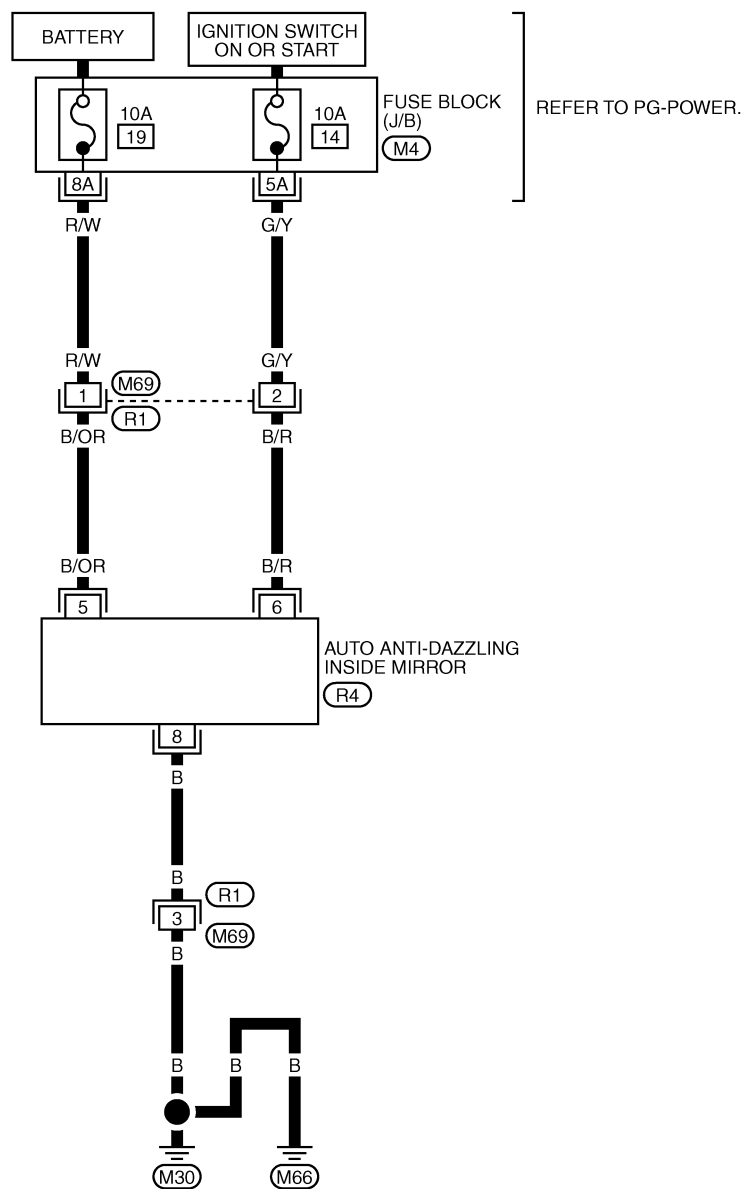 BATTERY
IGNITION SWITCH
ON OR START
10A
19
10A
14
FUSE BLOCK
(J/B)
M4
REFER TO PG-POWER.
8A
5A
R/W
G/Y
R/W
G/Y
1
M69
2
R1
B/OR
B/R
B/OR
B/R
5
6
AUTO ANTI-DAZZLING
INSIDE MIRROR
R4
8
B
B
R1
3
M69
B
B
B
B
M30
M66